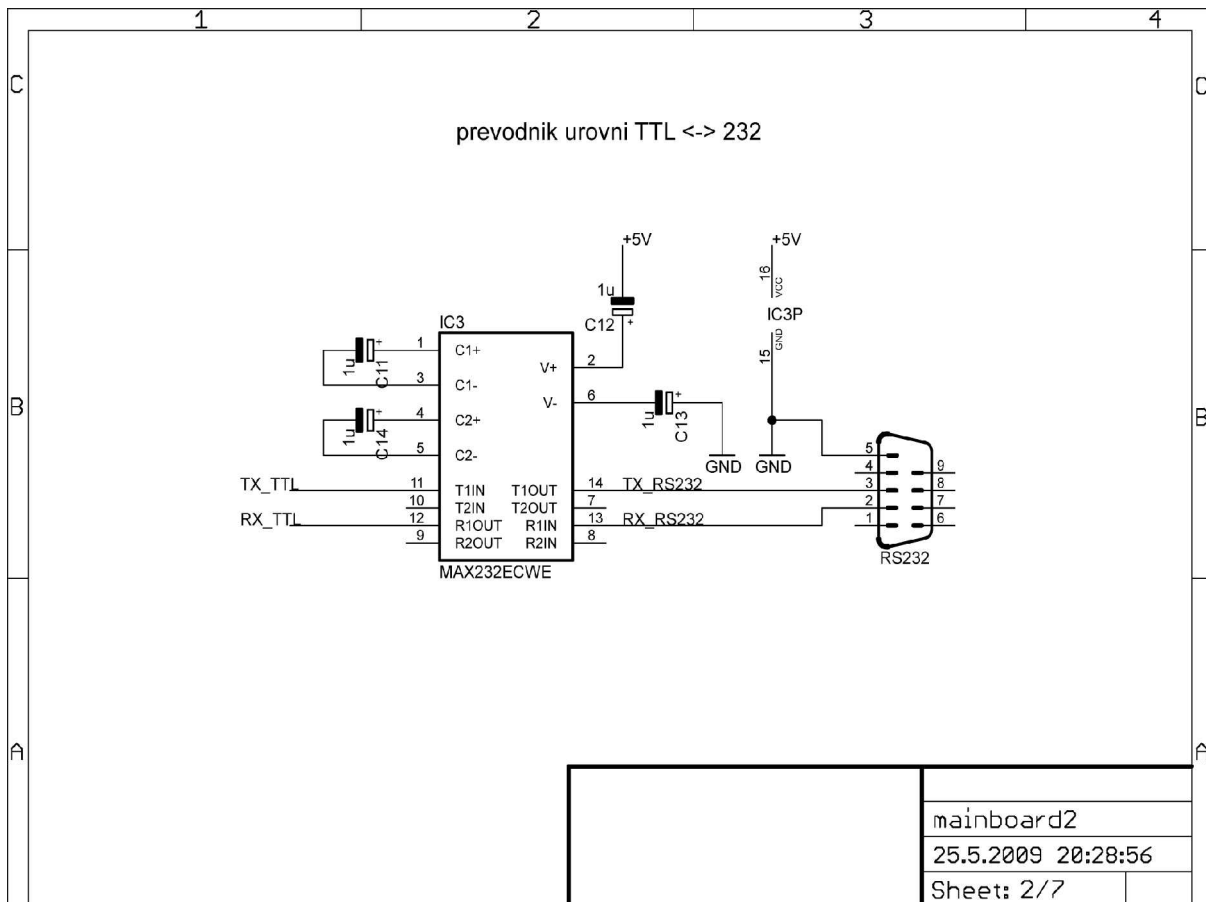 1 2 3 4
C C
prevodnik urovni TTL <-> 232
+5V +5V
1u
C12
+
16
VCC
IC3P
15
GND
IC3
1u
C11
+
1 C1+
3 C1-
V+ 2
B B
1u
C14
+
4 C2+
5 C2-
V- 6
1u
C13
+
GND GND
TX_TTL 11 T1IN T1OUT 14 TX_RS232
10 T2IN T2OUT 7
RX_TTL 12 R1OUT R1IN 13 RX_RS232
9 R2OUT R2IN 8
MAX232ECWE
5
4 9
3 8
2 7
1 6
RS232
A A
mainboard2
25.5.2009 20:28:56
Sheet: 2/7